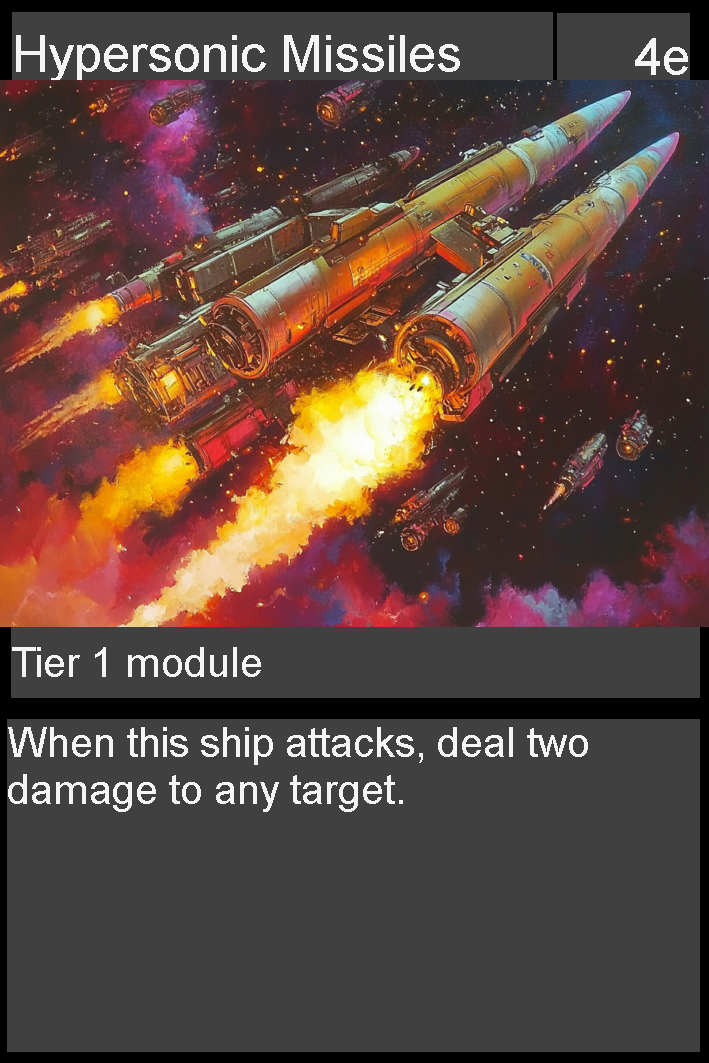 Hypersonic Missiles 4e
Tier 1 module
When this ship attacks, deal two
damage to any target.